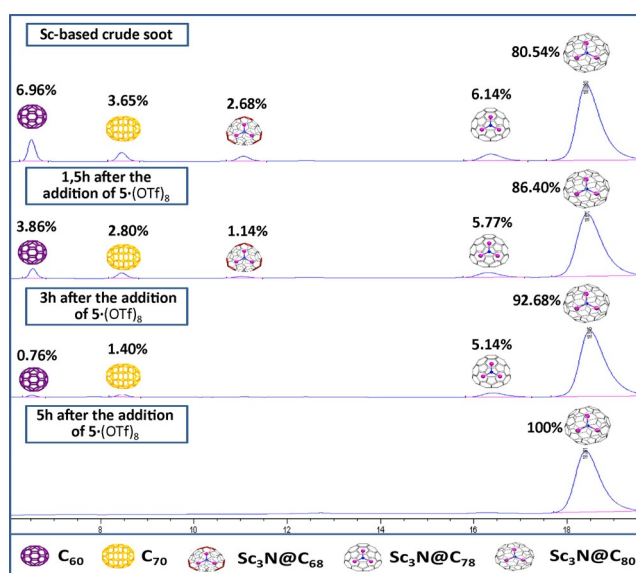 Sc-based crude soot
80.54%
6.96%
3.65%
2.68%
6.14%
1,5h after the
addition of 5·(OTf)₈
86.40%
3.86%
2.80%
1.14%
5.77%
3h after the addition
of 5·(OTf)₈
92.68%
0.76%
1.40%
5.14%
5h after the addition
of 5·(OTf)₈
100%
8 10 12 14 16 18
C₆₀ C₇₀ Sc₃N@C₆₈ Sc₃N@C₇₈ Sc₃N@C₈₀